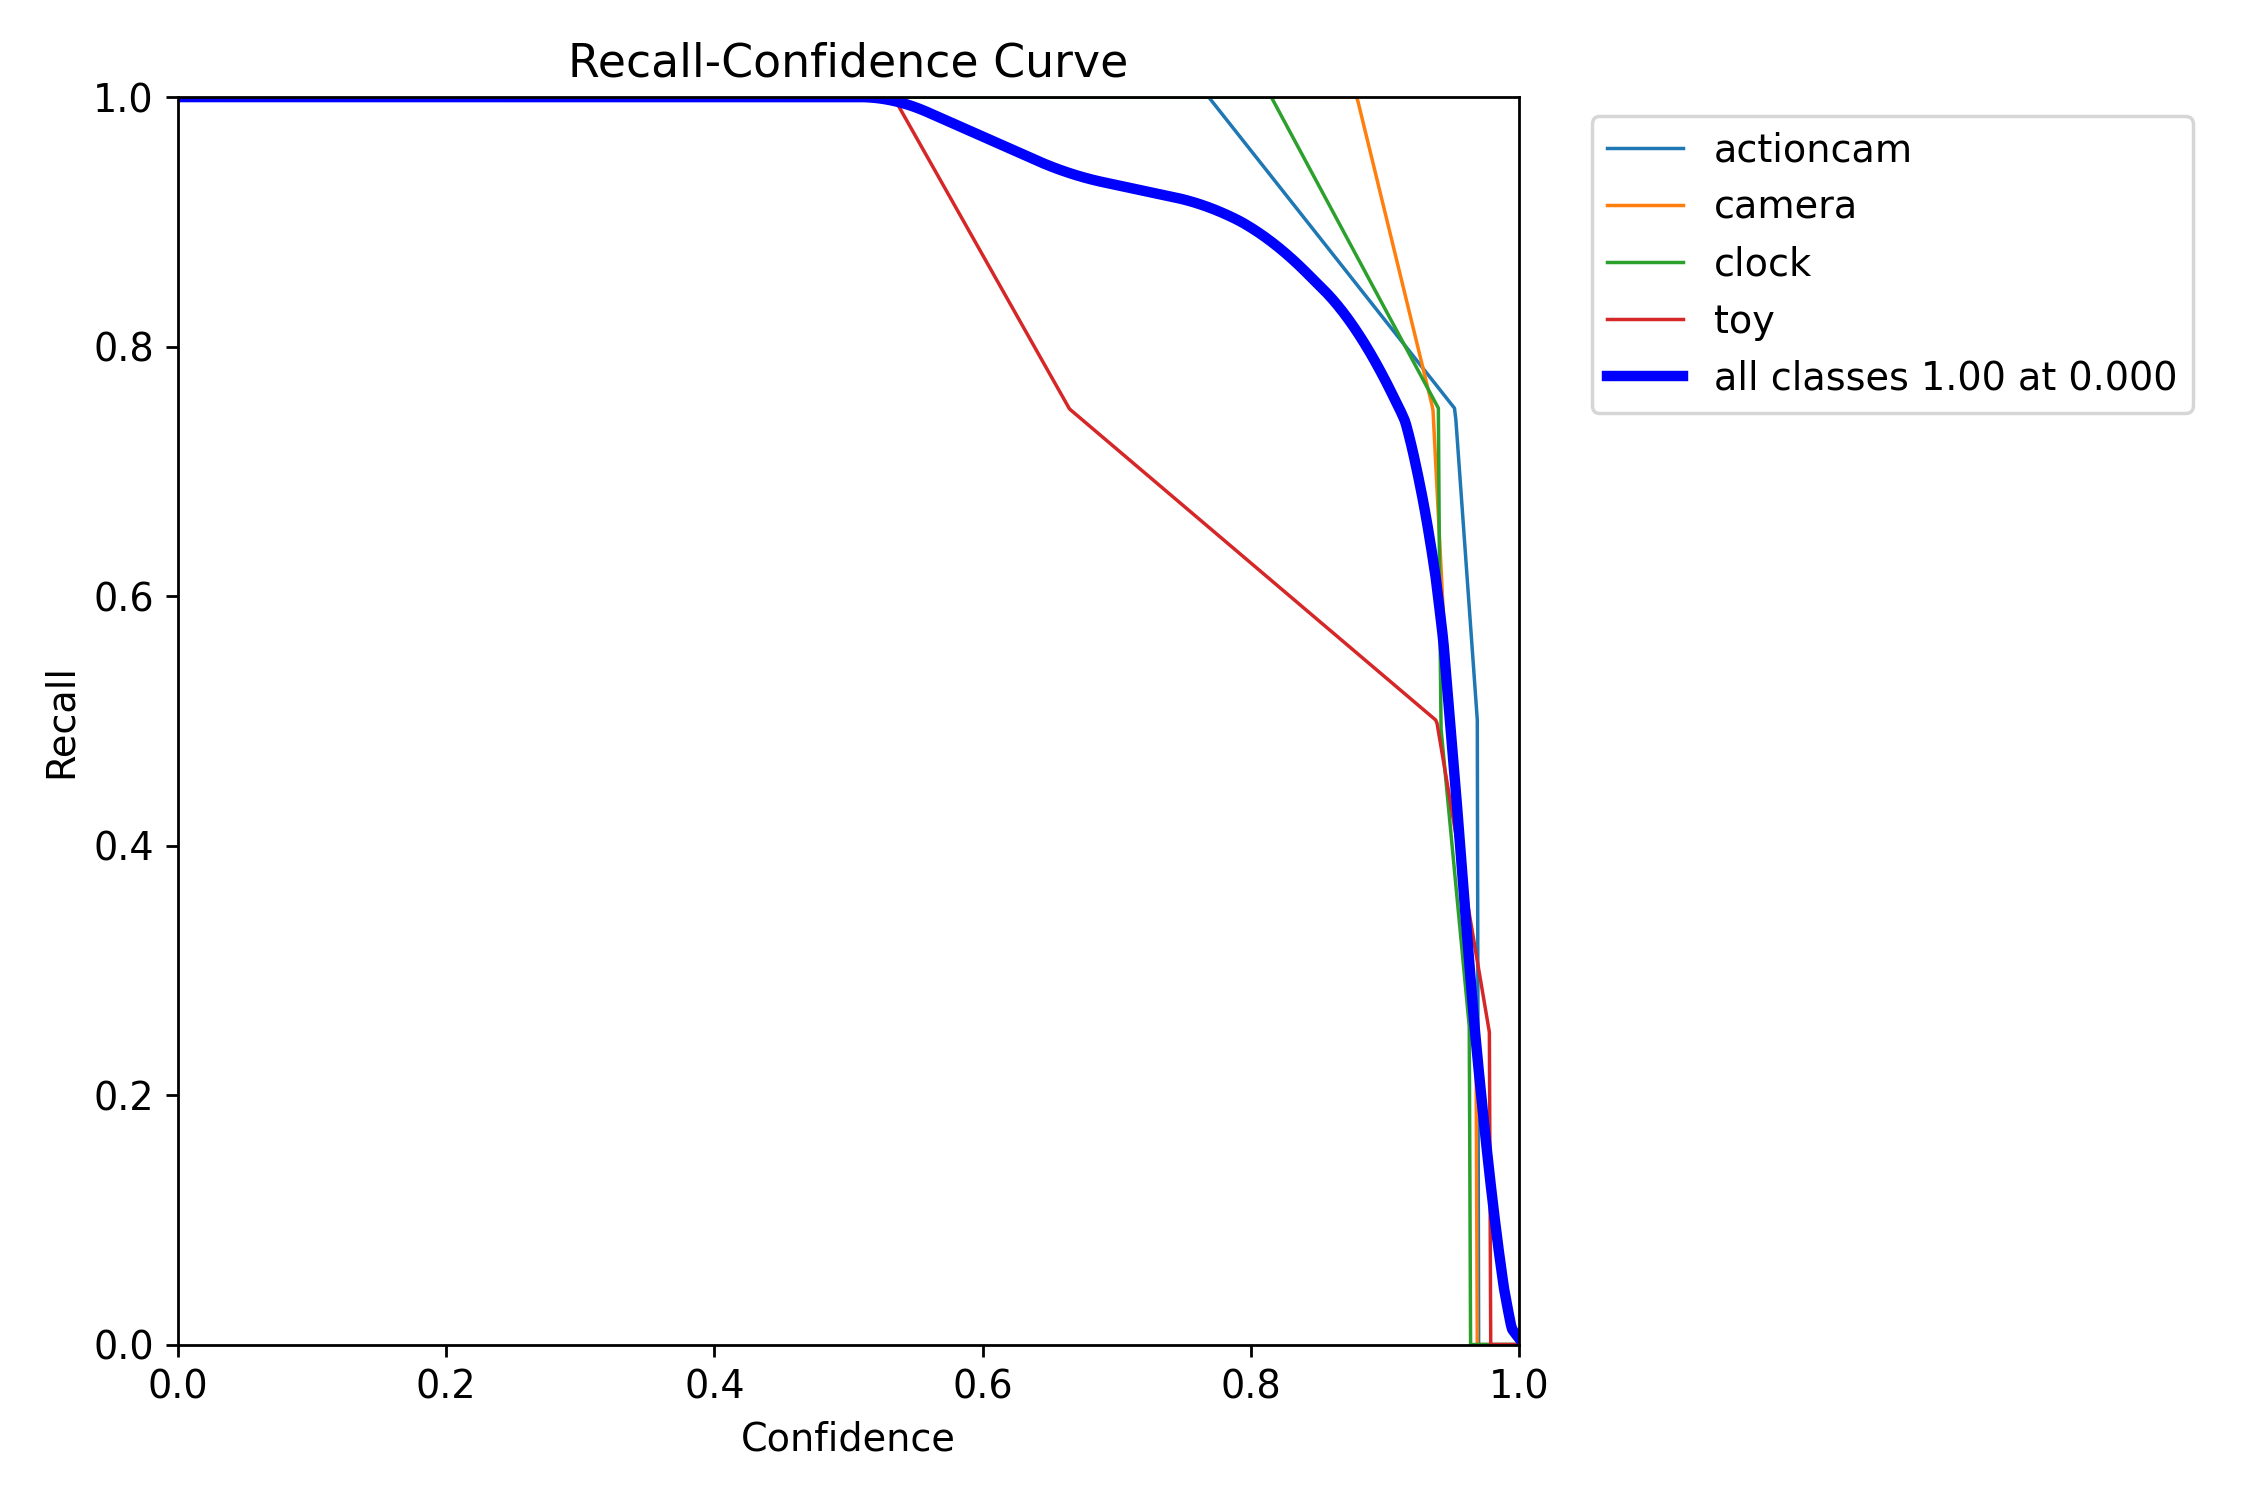 Recall-Confidence Curve
1.0
0.8
0.6
0.4
0.2
0.0
Recall
0.0 0.2 0.4 0.6 0.8 1.0
Confidence
actioncam
camera
clock
toy
all classes 1.00 at 0.000